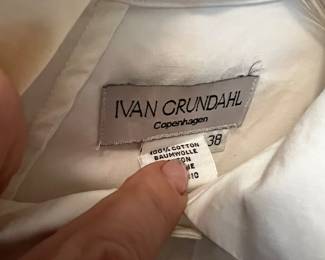 IVAN GRUNDAHL
Copenhagen
38
100% COTTON
BAUMWOLLE